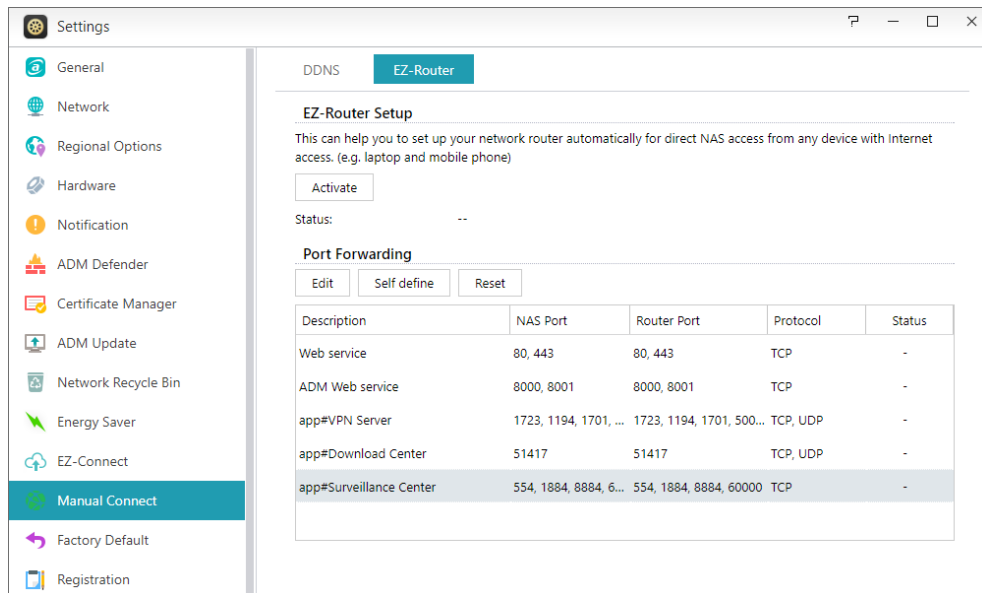 Settings
General
Network
Regional Options
Hardware
Notification
ADM Defender
Certificate Manager
ADM Update
Network Recycle Bin
Energy Saver
EZ-Connect
Manual Connect
Factory Default
Registration
DDNS EZ-Router
EZ-Router Setup
This can help you to set up your network router automatically for direct NAS access from any device with Internet
access. (e.g. laptop and mobile phone)
Activate
Status: --
Port Forwarding
Edit Self define Reset
Description NAS Port Router Port Protocol Status
Web service 80, 443 80, 443 TCP -
ADM Web service 8000, 8001 8000, 8001 TCP -
app#VPN Server 1723, 1194, 1701, ... 1723, 1194, 1701, 500... TCP, UDP -
app#Download Center 51417 51417 TCP, UDP -
app#Surveillance Center 554, 1884, 8884, 6... 554, 1884, 8884, 60000 TCP -